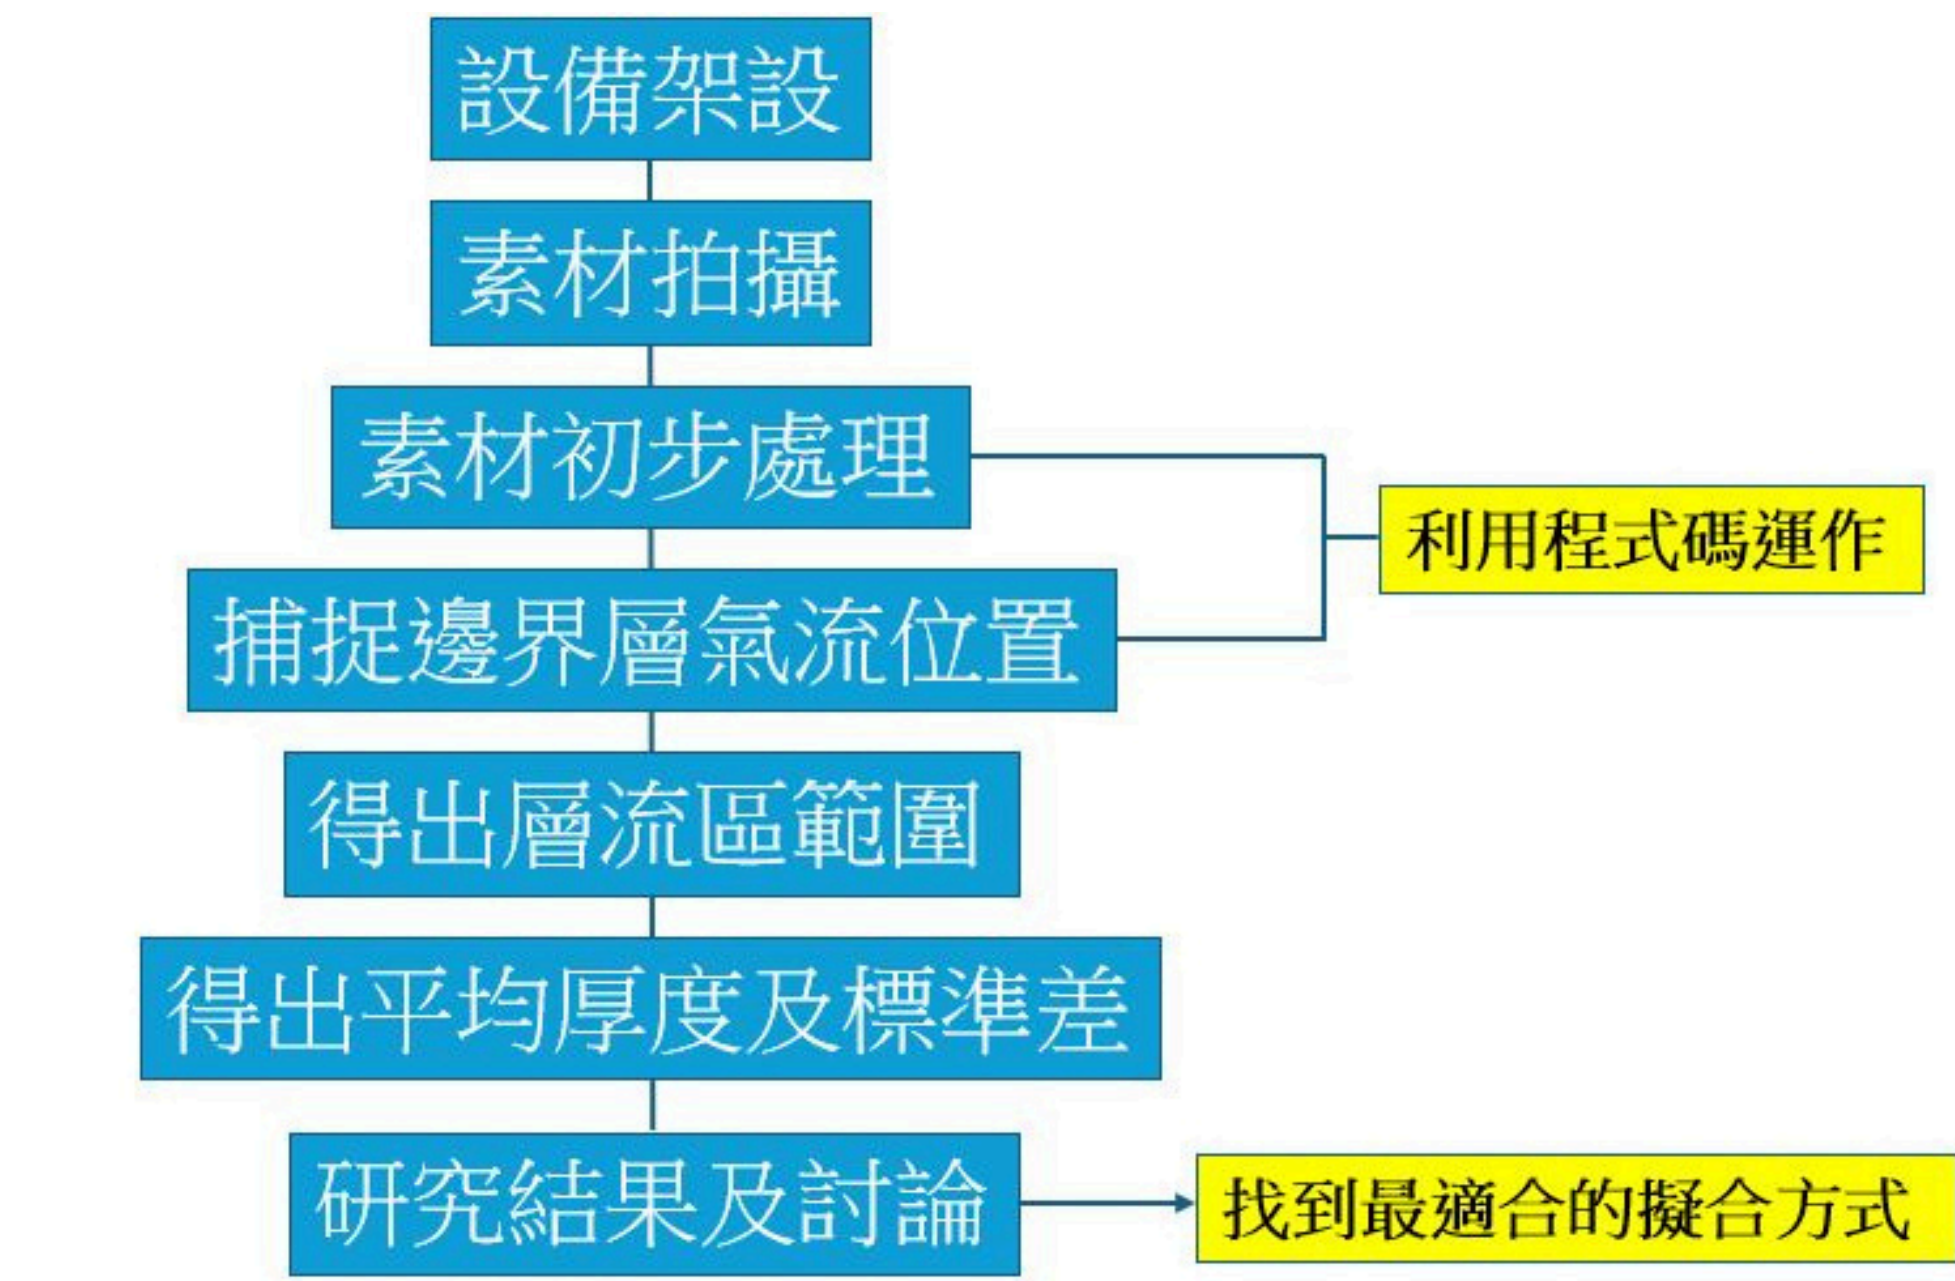 設備架設
素材拍攝
素材初步處理
利用程式碼運作
捕捉邊界層氣流位置
得出層流區範圍
得出平均厚度及標準差
研究結果及討論
找到最適合的擬合方式